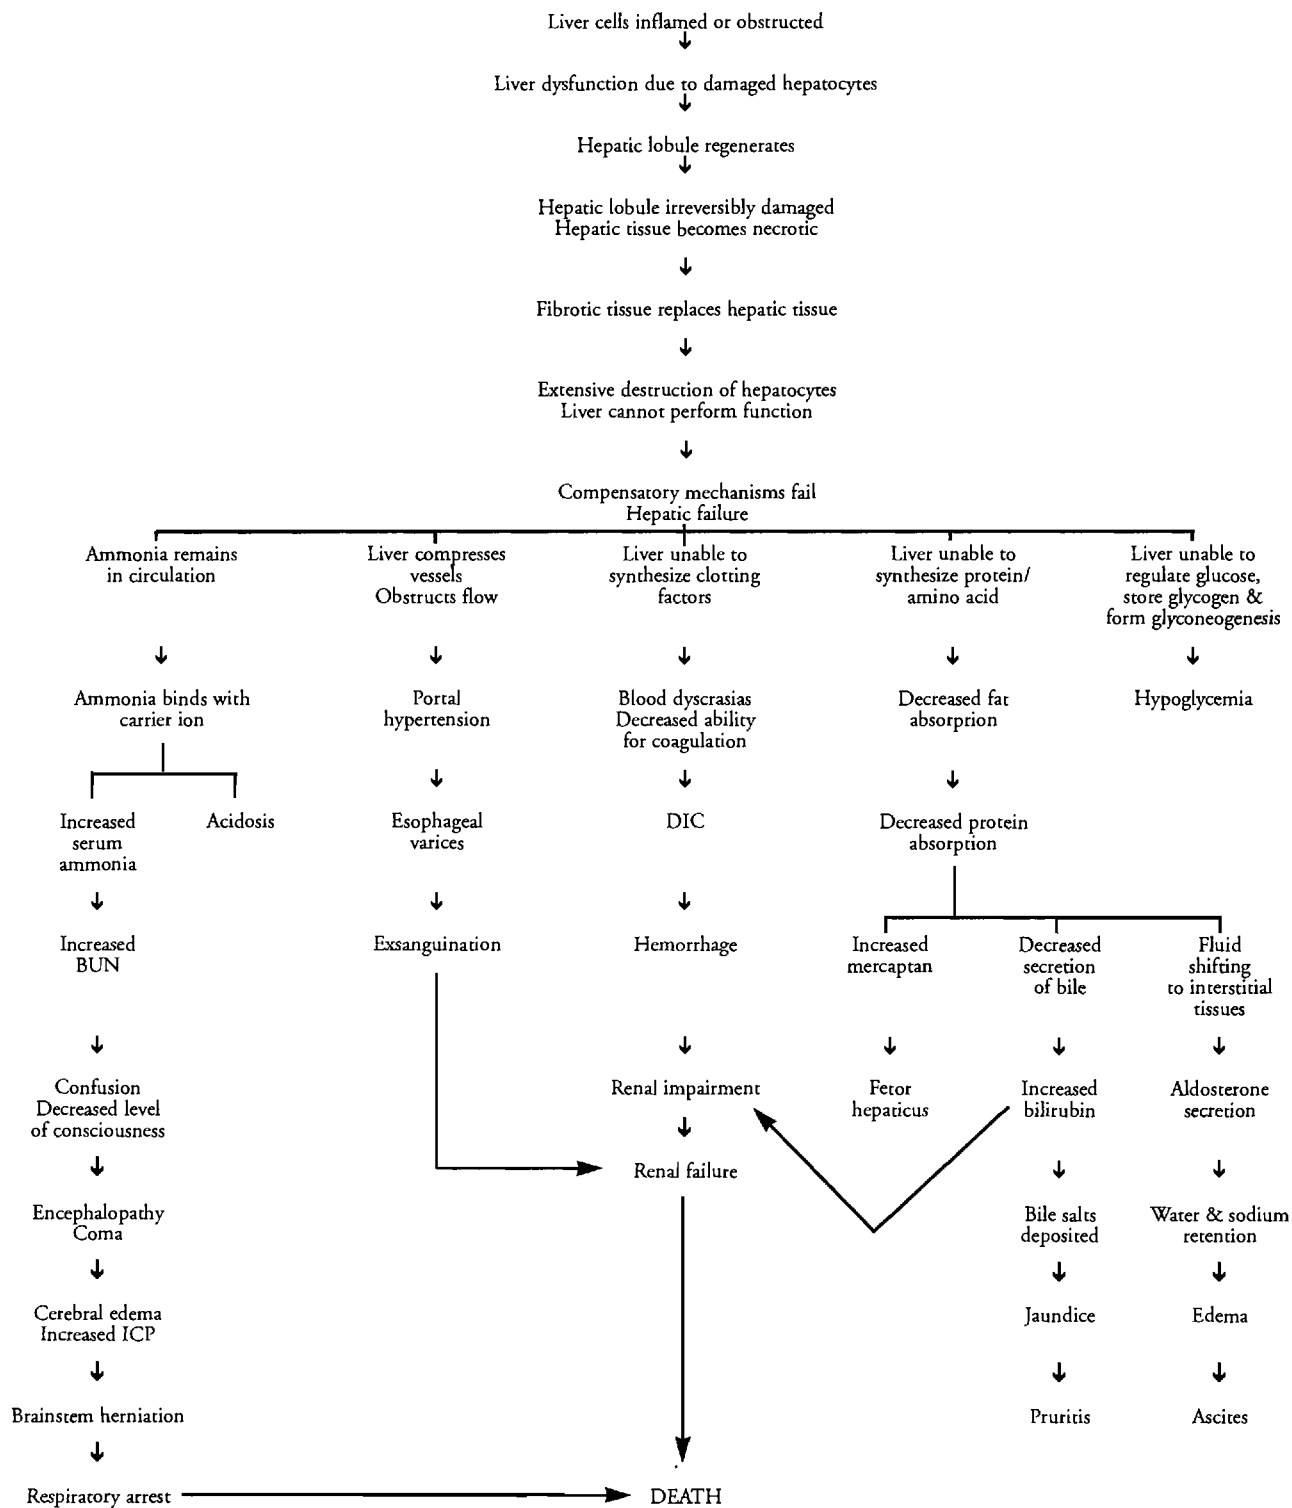 Liver cells inflamed or obstructed
Liver dysfunction due to damaged hepatocytes
Hepatic lobule regenerates
Hepatic lobule irreversibly damaged
Hepatic tissue becomes necrotic
Fibrotic tissue replaces hepatic tissue
Extensive destruction of hepatocytes
Liver cannot perform function
Compensatory mechanisms fail
Hepatic failure
Ammonia remains
in circulation
Ammonia binds with
carrier ion
Increased
serum
ammonia
Acidosis
Increased
BUN
Confusion
Decreased level
of consciousness
Encephalopathy
Coma
Cerebral edema
Increased ICP
Brainstem herniation
Respiratory arrest
Liver compresses
vessels
Obstructs flow
Portal
hypertension
Esophageal
varices
Exsanguination
Liver unable to
synthesize clotting
factors
Blood dyscrasias
Decreased ability
for coagulation
DIC
Hemorrhage
Renal impairment
Renal failure
DEATH
Liver unable to
synthesize protein/
amino acid
Decreased fat
absorption
Decreased protein
absorption
Increased
mercaptan
Fetor
hepaticus
Decreased
secretion
of bile
Increased
bilirubin
Bile salts
deposited
Jaundice
Pruritis
Fluid
shifting
to interstitial
tissues
Aldosterone
secretion
Water & sodium
retention
Edema
Ascites
Liver unable to
regulate glucose,
store glycogen &
form glyconeogenesis
Hypoglycemia